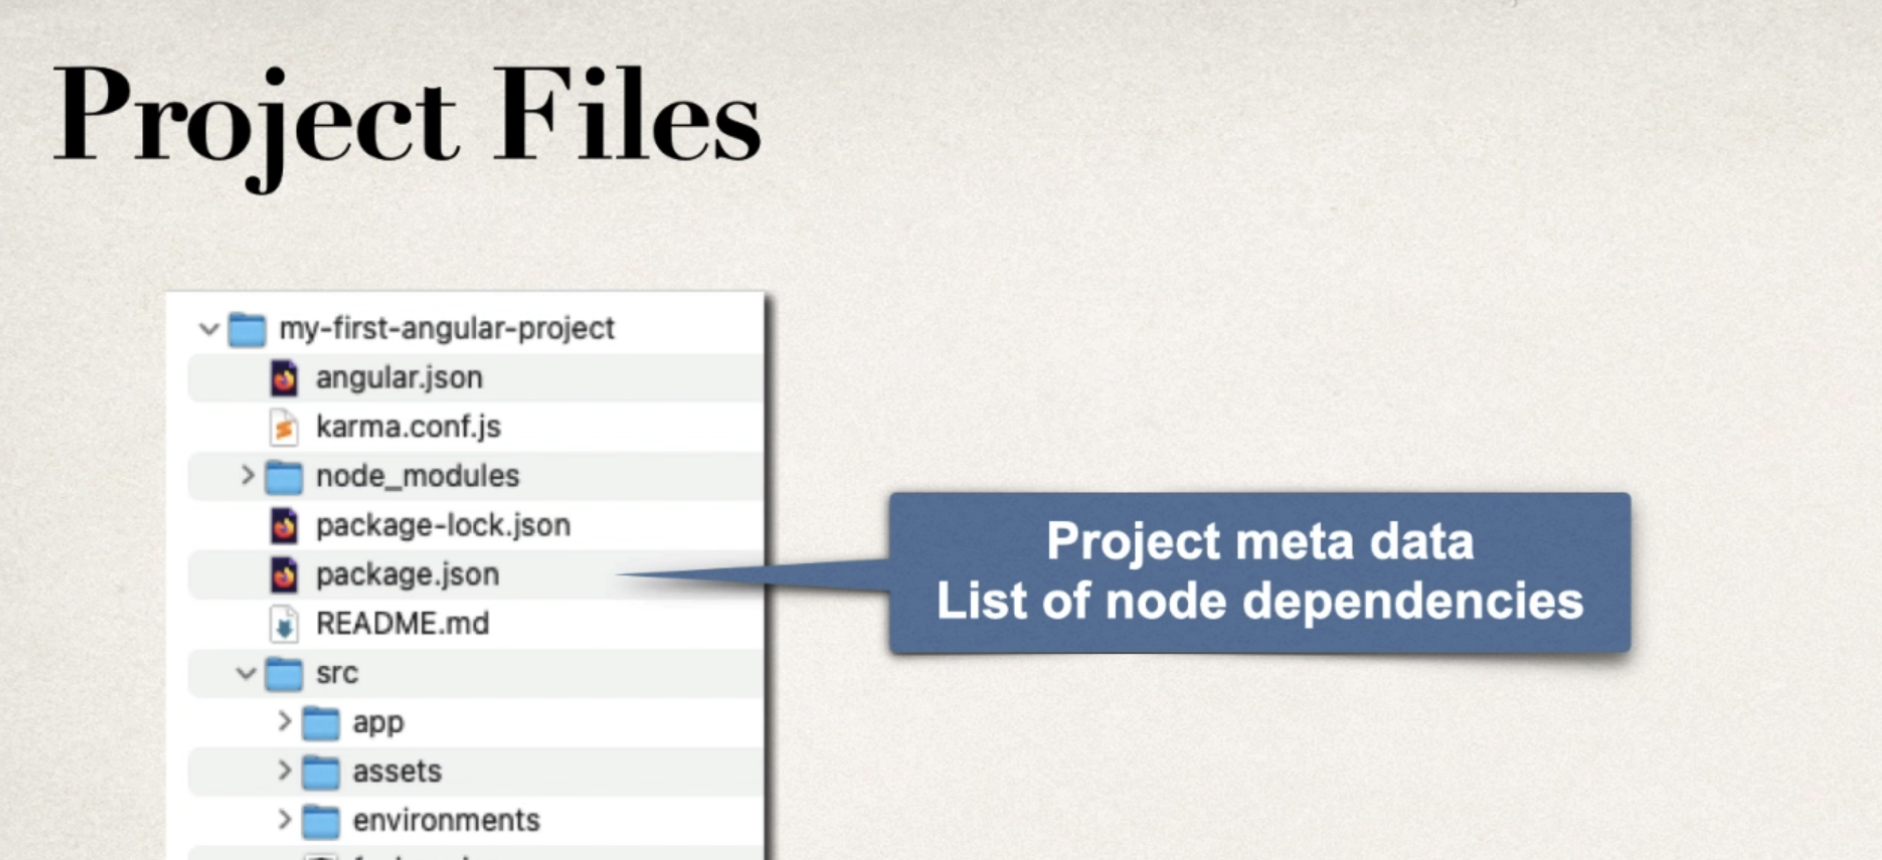 Project Files
my-first-angular-project
angular.json
karma.conf.js
node_modules
package-lock.json
package.json
Project meta data
List of node dependencies
README.md
src
app
assets
environments